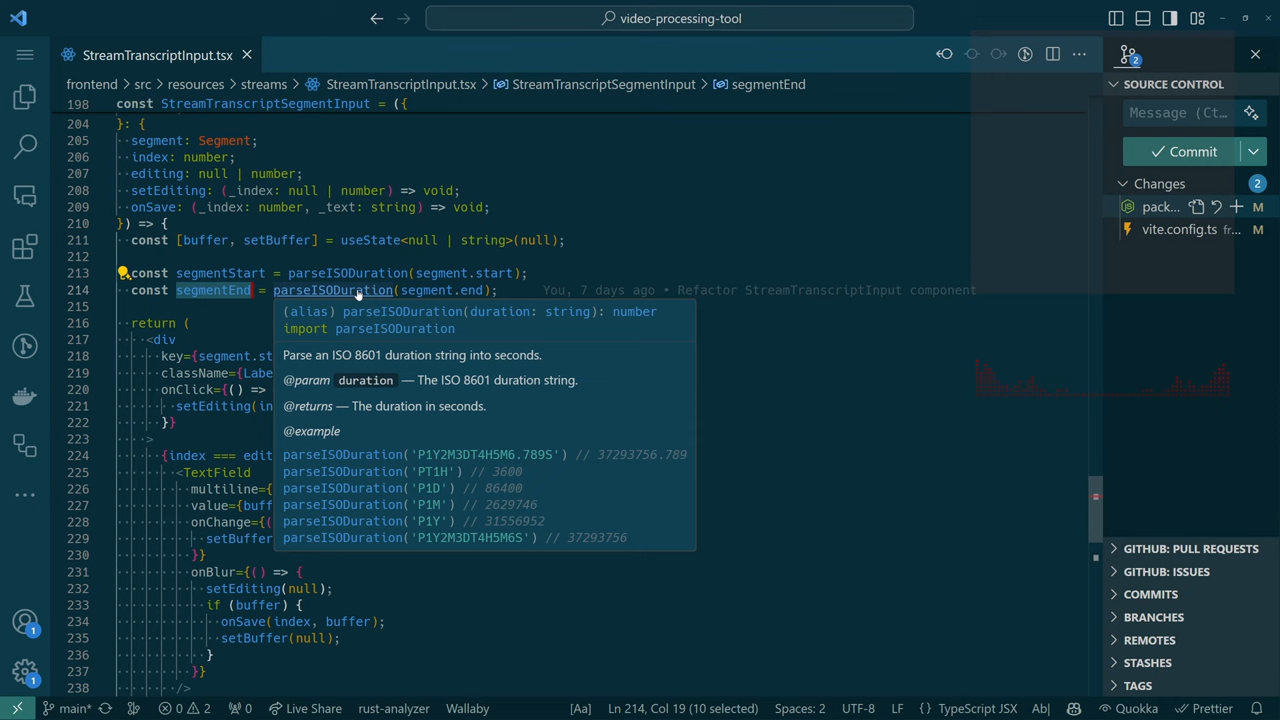 video-processing-tool
StreamTranscriptInput.tsx
2
frontend > src > resources > streams > StreamTranscriptInput.tsx > StreamTranscriptSegmentInput > segmentEnd
SOURCE CONTROL
198 const StreamTranscriptSegmentInput = ({
204 }: {
205 segment: Segment;
206 index: number;
207 editing: null | number;
208 setEditing: (_index: null | number) => void;
209 onSave: (_index: number, _text: string) => void;
210 }) => {
211 const [buffer, setBuffer] = useState<null | string>(null);
212
213 const segmentStart = parseISODuration(segment.start);
214 const segmentEnd = parseISODuration(segment.end); You, 7 days ago • Refactor StreamTranscriptInput component
215
216 return (
217 <div
218 key={segment.st
219 className={Labe
220 onClick={() =>
221 setEditing(in
222 }}
223 >
224 {index === edit
225 <TextField
226 multiline={
227 value={buff
228 onChange={(
229 setBuffer
230 }}
231 onBlur={() => {
232 setEditing(null);
233 if (buffer) {
234 onSave(index, buffer);
235 setBuffer(null);
236 }
237 }}
238 />
(alias) parseISODuration(duration: string): number
import parseISODuration
Parse an ISO 8601 duration string into seconds.
@param duration — The ISO 8601 duration string.
@returns — The duration in seconds.
@example
parseISODuration('P1Y2M3DT4H5M6.789S') // 37293756.789
parseISODuration('PT1H') // 3600
parseISODuration('P1D') // 86400
parseISODuration('P1M') // 2629746
parseISODuration('P1Y') // 31556952
parseISODuration('P1Y2M3DT4H5M6S') // 37293756
Message (Ct...
Commit
Changes 2
pack... M
vite.config.ts fr... M
GITHUB: PULL REQUESTS
GITHUB: ISSUES
COMMITS
BRANCHES
REMOTES
STASHES
TAGS
1
1
main* 0 2 0 Live Share rust-analyzer Wallaby [Aa] Ln 214, Col 19 (10 selected) Spaces: 2 UTF-8 LF {} TypeScript JSX Ab| Quokka Prettier